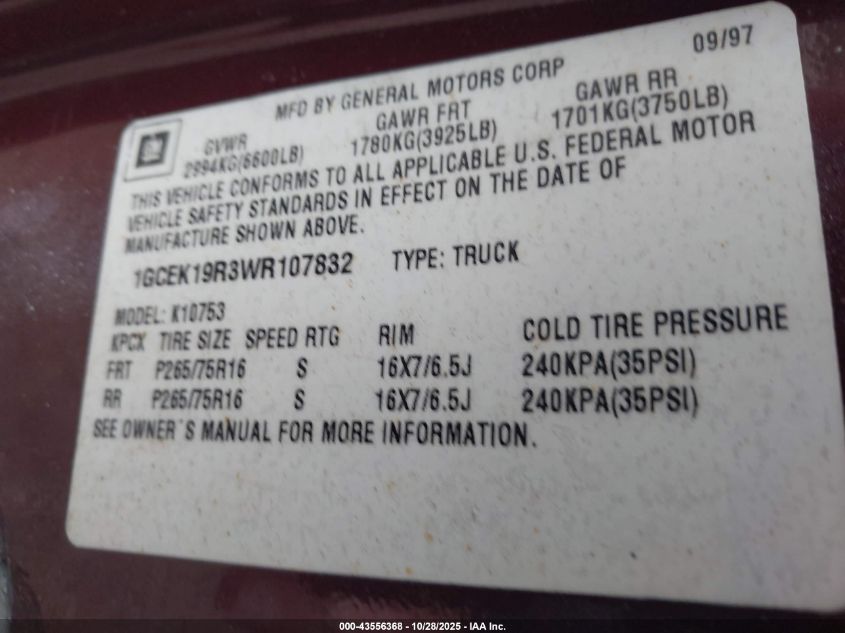 09/97
MFD BY GENERAL MOTORS CORP
GVWR GAWR FRT GAWR RR
2994KG(6600LB) 1780KG(3925LB) 1701KG(3750LB)
THIS VEHICLE CONFORMS TO ALL APPLICABLE U.S. FEDERAL MOTOR
VEHICLE SAFETY STANDARDS IN EFFECT ON THE DATE OF
MANUFACTURE SHOWN ABOVE.
1GCEK19R3WR107832 TYPE: TRUCK
MODEL: K10753
KPCX TIRE SIZE SPEED RTG RIM COLD TIRE PRESSURE
FRT P265/75R16 S 16X7/6.5J 240KPA(35PSI)
RR P265/75R16 S 16X7/6.5J 240KPA(35PSI)
SEE OWNER'S MANUAL FOR MORE INFORMATION.
000-43556368 - 10/28/2025 - IAA Inc.